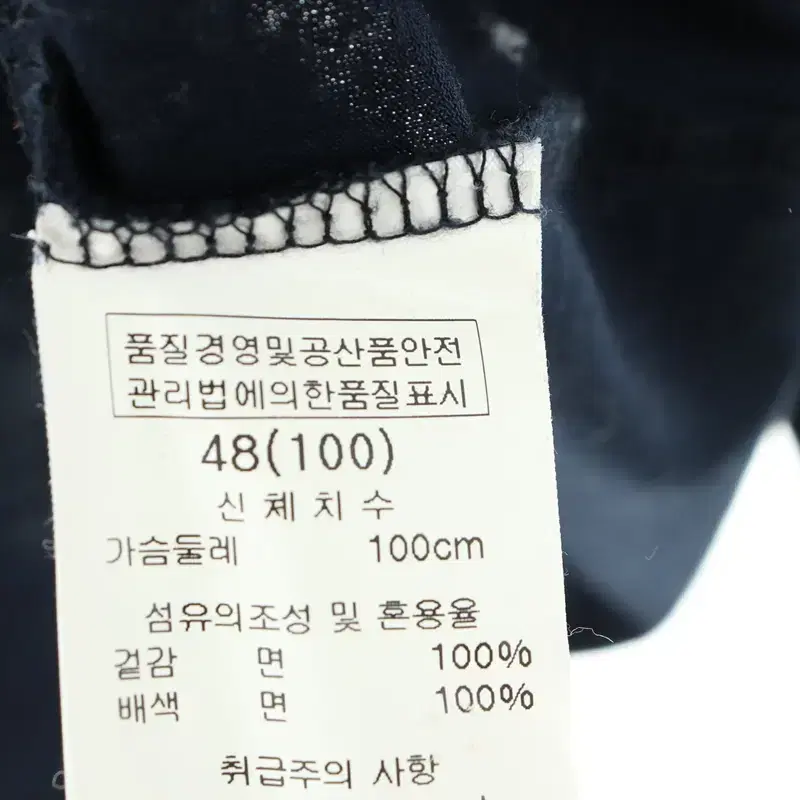 품질경영및공산품안전
관리법에의한품질표시
48(100)
신 체 치 수
가슴둘레 100cm
섬유의조성 및 혼용율
겉감 면 100%
배색 면 100%
취급주의 사항